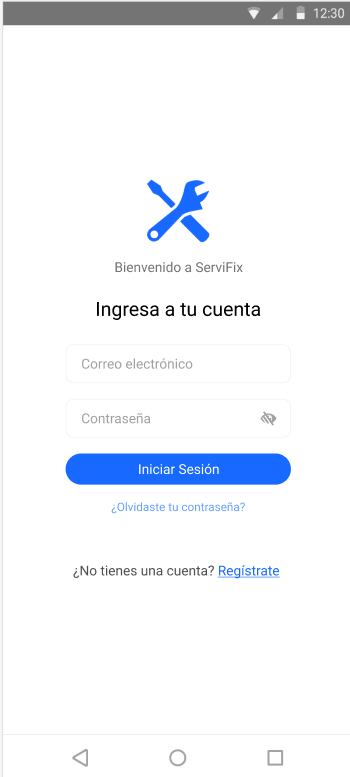 12:30
Bienvenido a ServiFix
Ingresa a tu cuenta
Correo electrónico
Contraseña
Iniciar Sesión
¿Olvidaste tu contraseña?
¿No tienes una cuenta? Regístrate